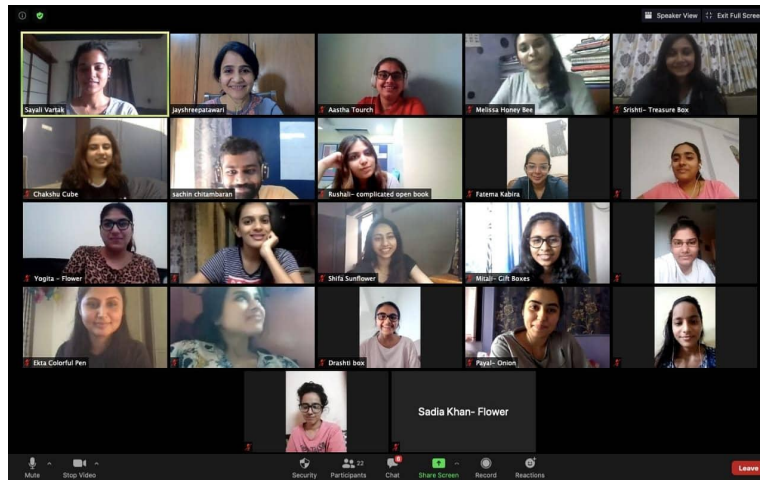 Speaker View Exit Full Scree
Sayali Vartak
jayshreepatawari
Aastha Tourch
Melissa Honey Bee
Srishti- Treasure Box
Chakshu Cube
sachin chitambaran
Rushali- complicated open book
Fatema Kabira
Yogita - Flower
Shifa Sunflower
Mitali- Gift Boxes
Ekta Colorful Pen
Drashti box
Payal- Onion
Sadia Khan- Flower
Mute Stop Video Security Participants 22 Chat 6 Share Screen Record Reactions Leave